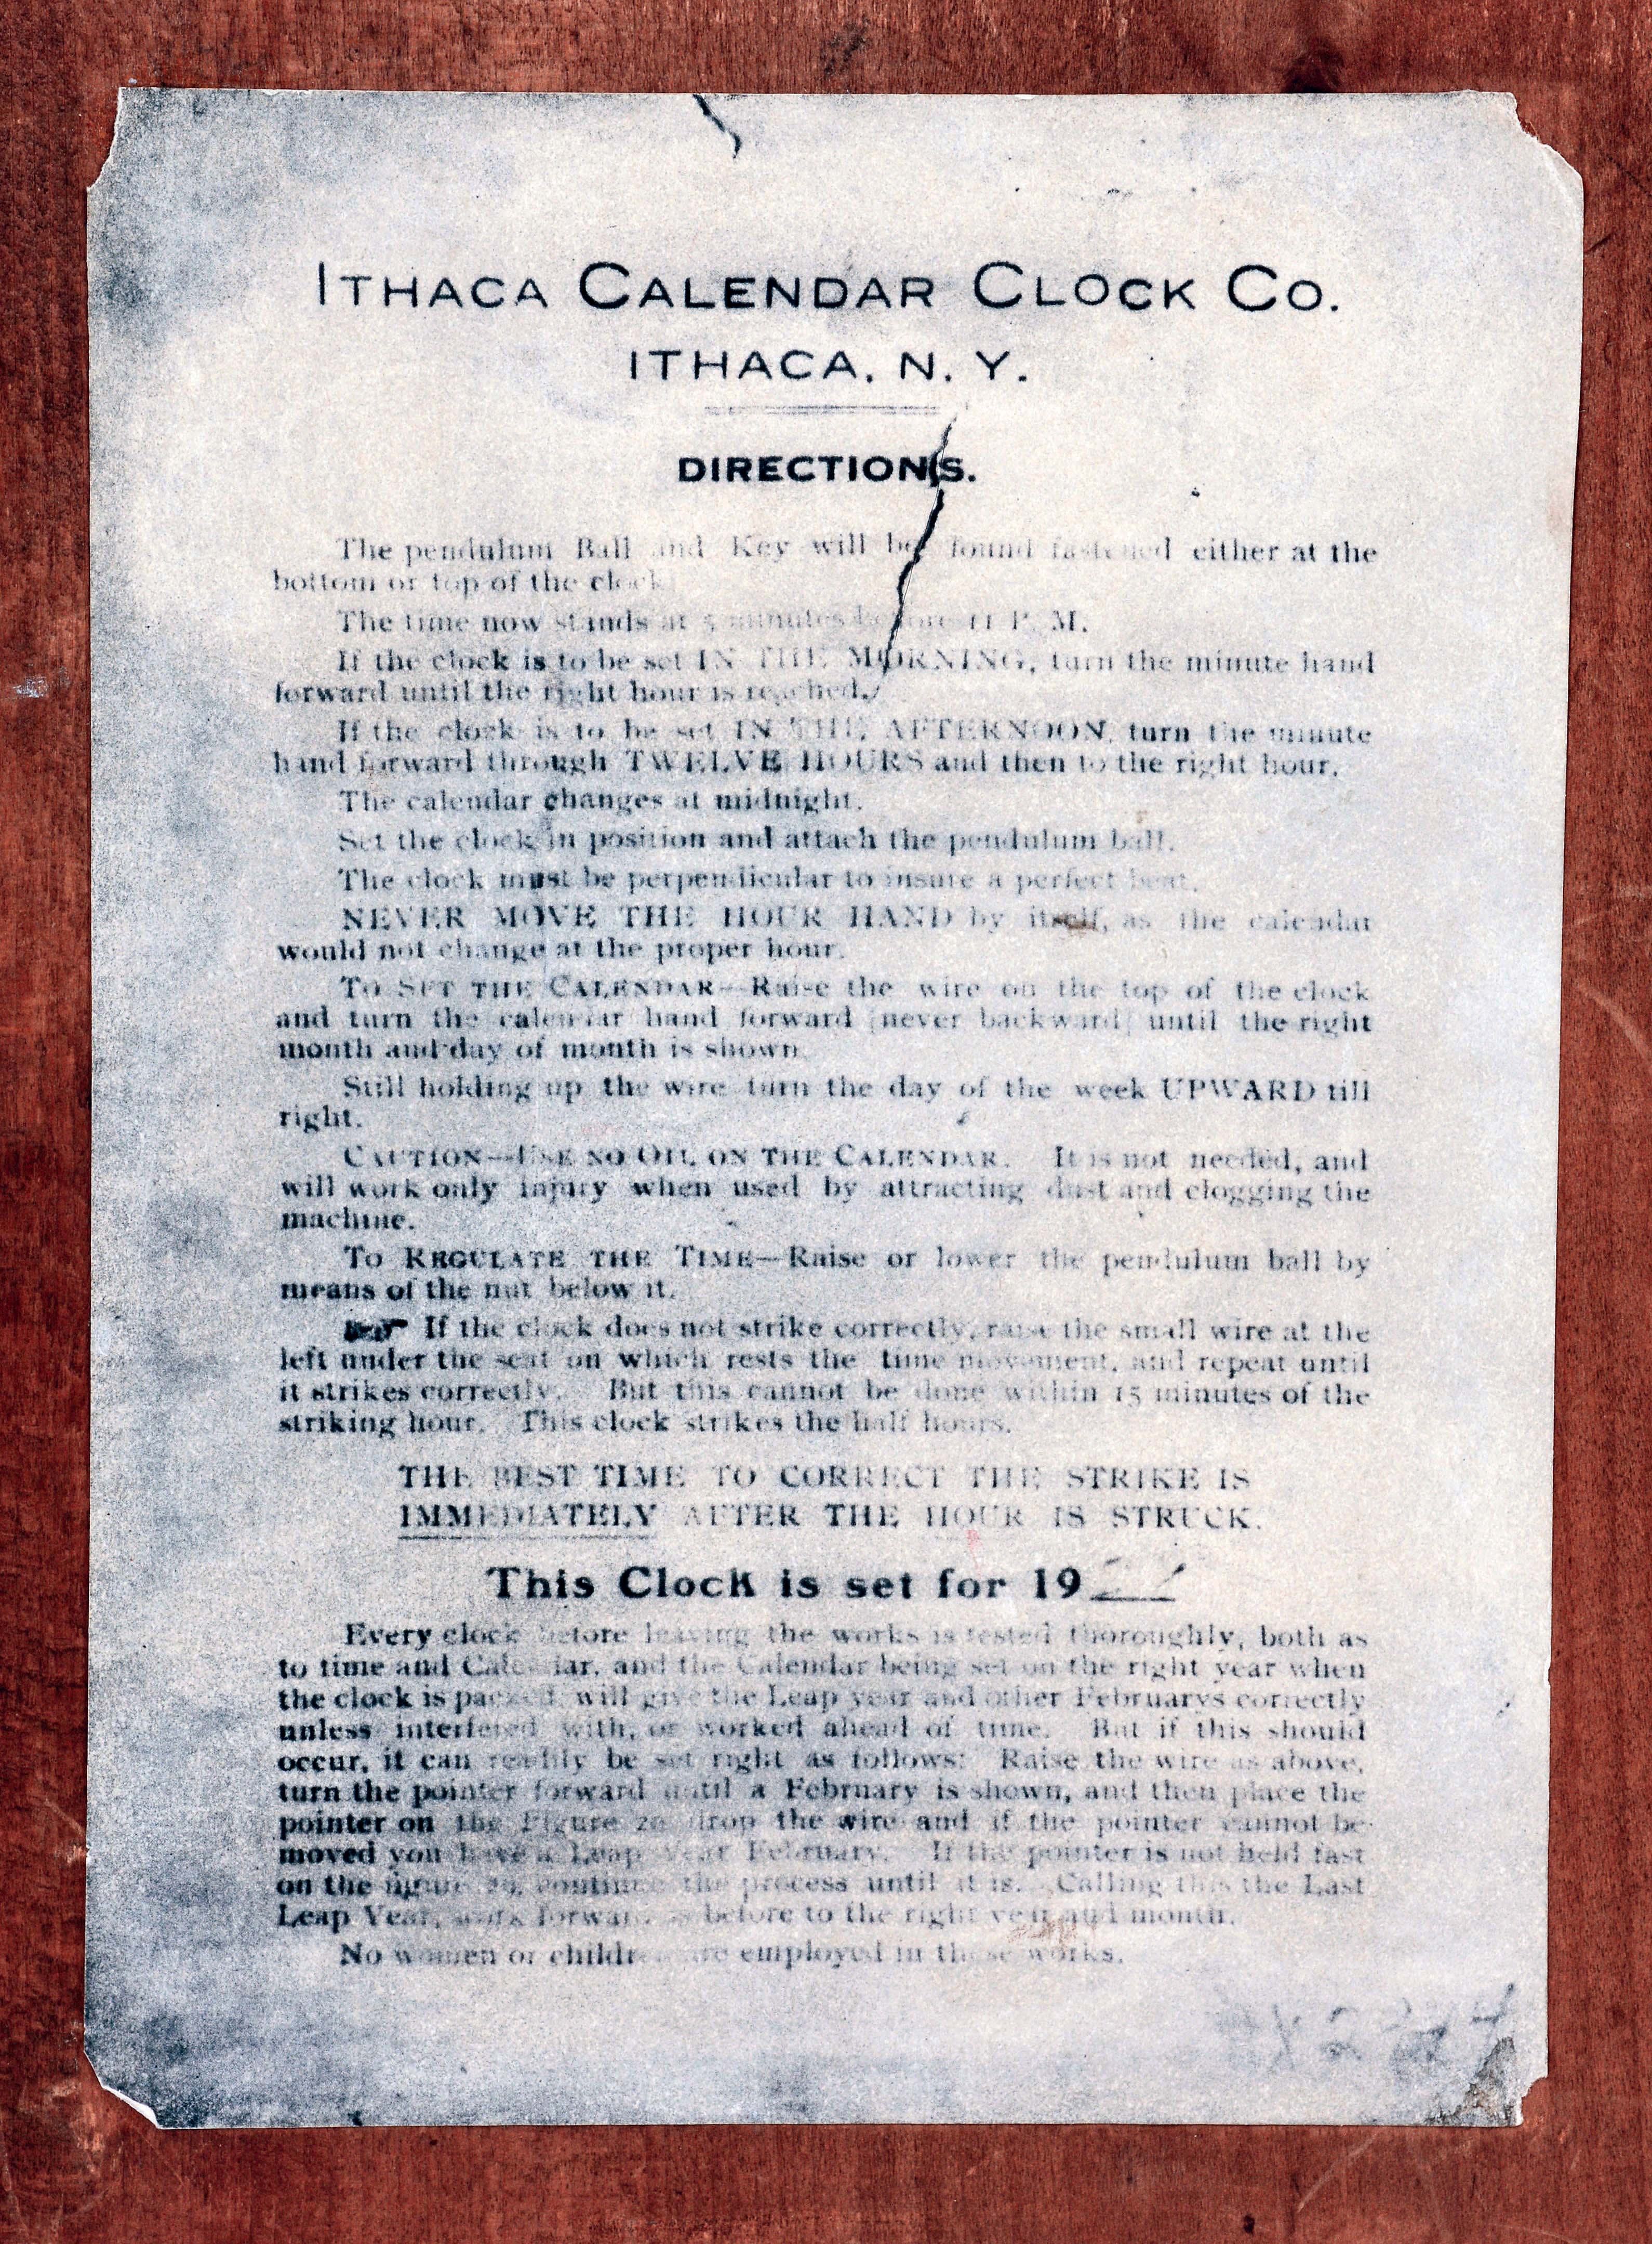 ITHACA CALENDAR CLOCK CO.
ITHACA, N. Y.
DIRECTIONS.
The pendulum Ball and Key will be found fastened either at the
bottom or top of the clock
The time now stands at 5 minutes before 11 P. M.
If the clock is to be set IN THE MORNING, turn the minute hand
forward until the right hour is reached.
If the clock is to be set IN THE AFTERNOON, turn the minute
hand forward through TWELVE HOURS and then to the right hour.
The calendar changes at midnight.
Set the clock in position and attach the pendulum ball.
The clock must be perpendicular to insure a perfect beat.
NEVER MOVE THE HOUR HAND by itself, as the calendar
would not change at the proper hour.
TO SET THE CALENDAR—Raise the wire on the top of the clock
and turn the calendar hand forward [never backward] until the right
month and day of month is shown.
Still holding up the wire turn the day of the week UPWARD till
right.
CAUTION—USE NO OIL ON THE CALENDAR. It is not needed, and
will work only injury when used by attracting dust and clogging the
machine.
TO REGULATE THE TIME—Raise or lower the pendulum ball by
means of the nut below it.
☞ If the clock does not strike correctly, raise the small wire at the
left under the seat on which rests the time movement, and repeat until
it strikes correctly. But this cannot be done within 15 minutes of the
striking hour. This clock strikes the half hours.
THE BEST TIME TO CORRECT THE STRIKE IS
IMMEDIATELY AFTER THE HOUR IS STRUCK.
This Clock is set for 19
Every clock before leaving the works is tested thoroughly, both as
to time and Calendar, and the Calendar being set on the right year when
the clock is packed, will give the Leap year and other Februarys correctly
unless interfered with, or worked ahead of time. But if this should
occur, it can readily be set right as follows: Raise the wire as above,
turn the pointer forward until a February is shown, and then place the
pointer on the Figure 29 drop the wire and if the pointer cannot be
moved you have a Leap Year February. If the pointer is not held fast
on the figure 29, continue the process until it is. Calling this the Last
Leap Year, work forward as before to the right year and month.
No women or children are employed in these works.